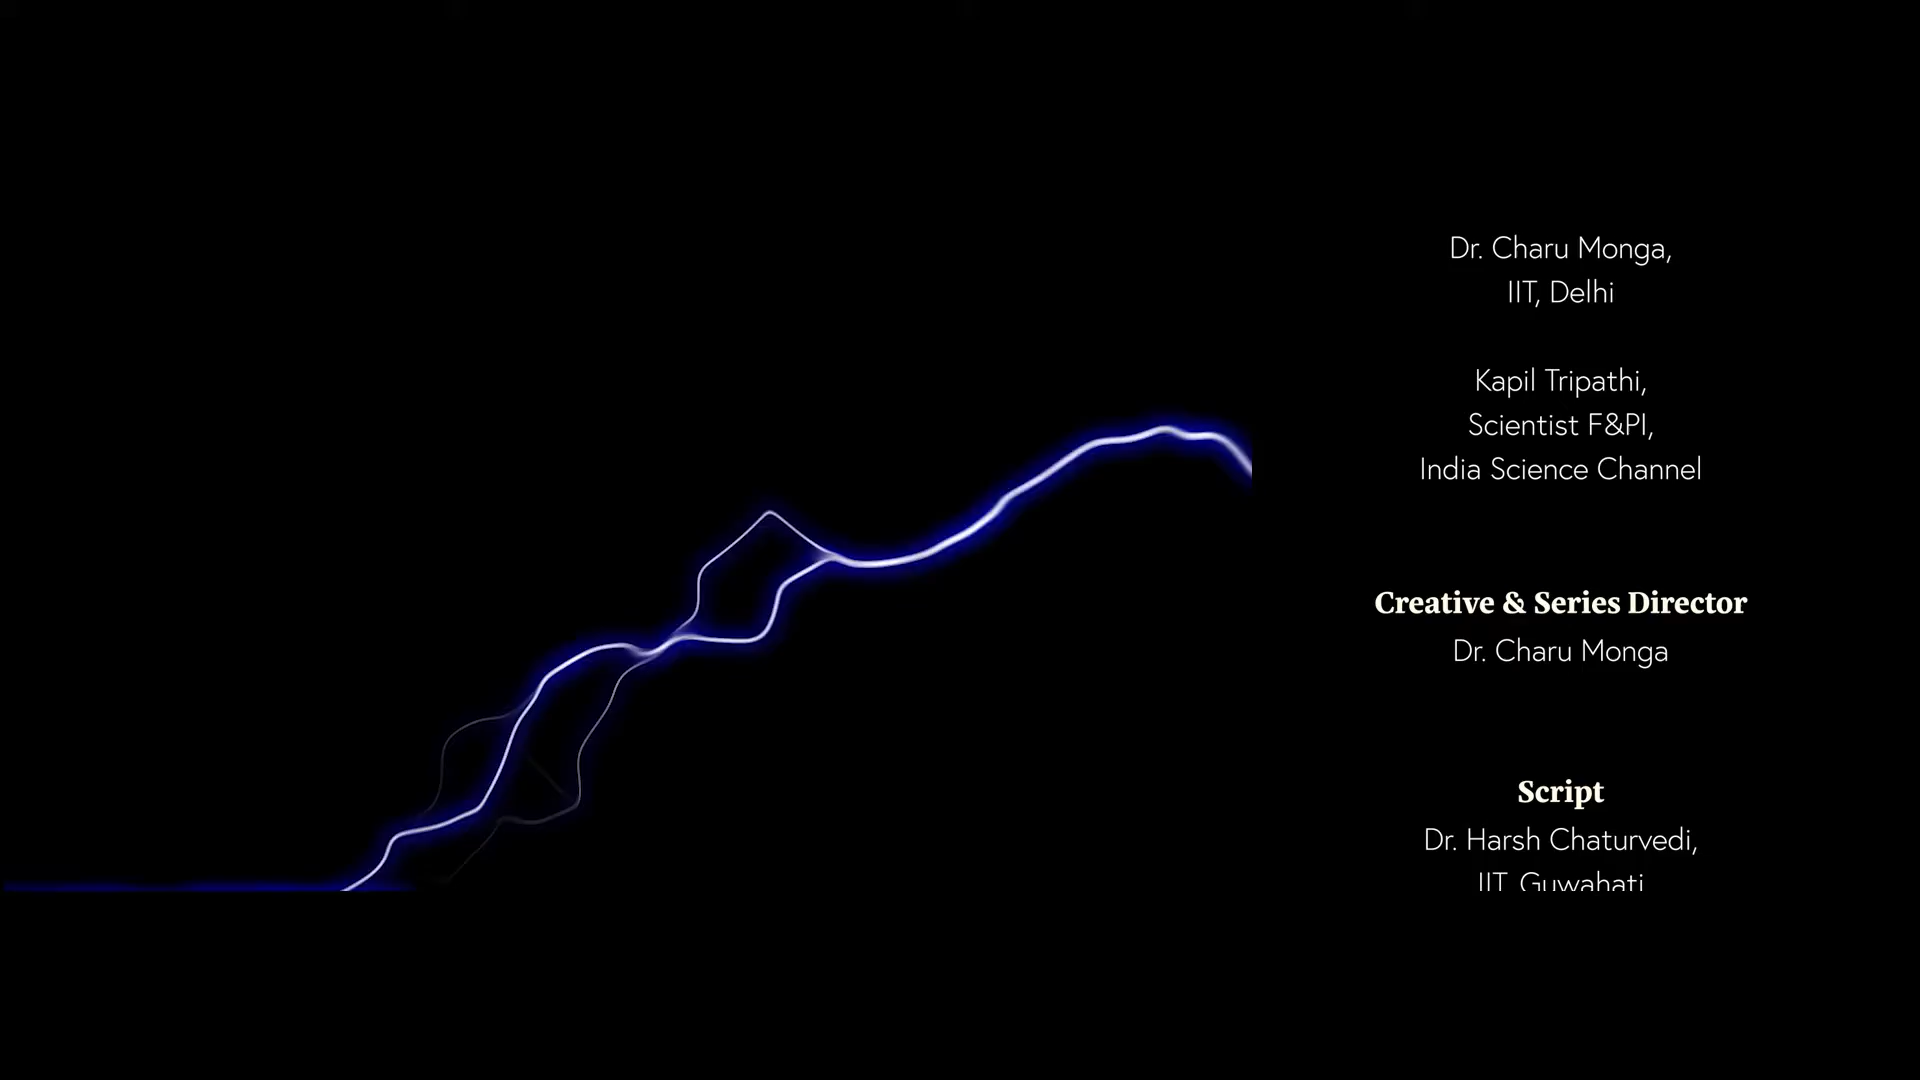 Dr. Charu Monga,
IIT, Delhi
Kapil Tripathi,
Scientist F&PI,
India Science Channel
Creative & Series Director
Dr. Charu Monga
Script
Dr. Harsh Chaturvedi,
IIT, Guwahati